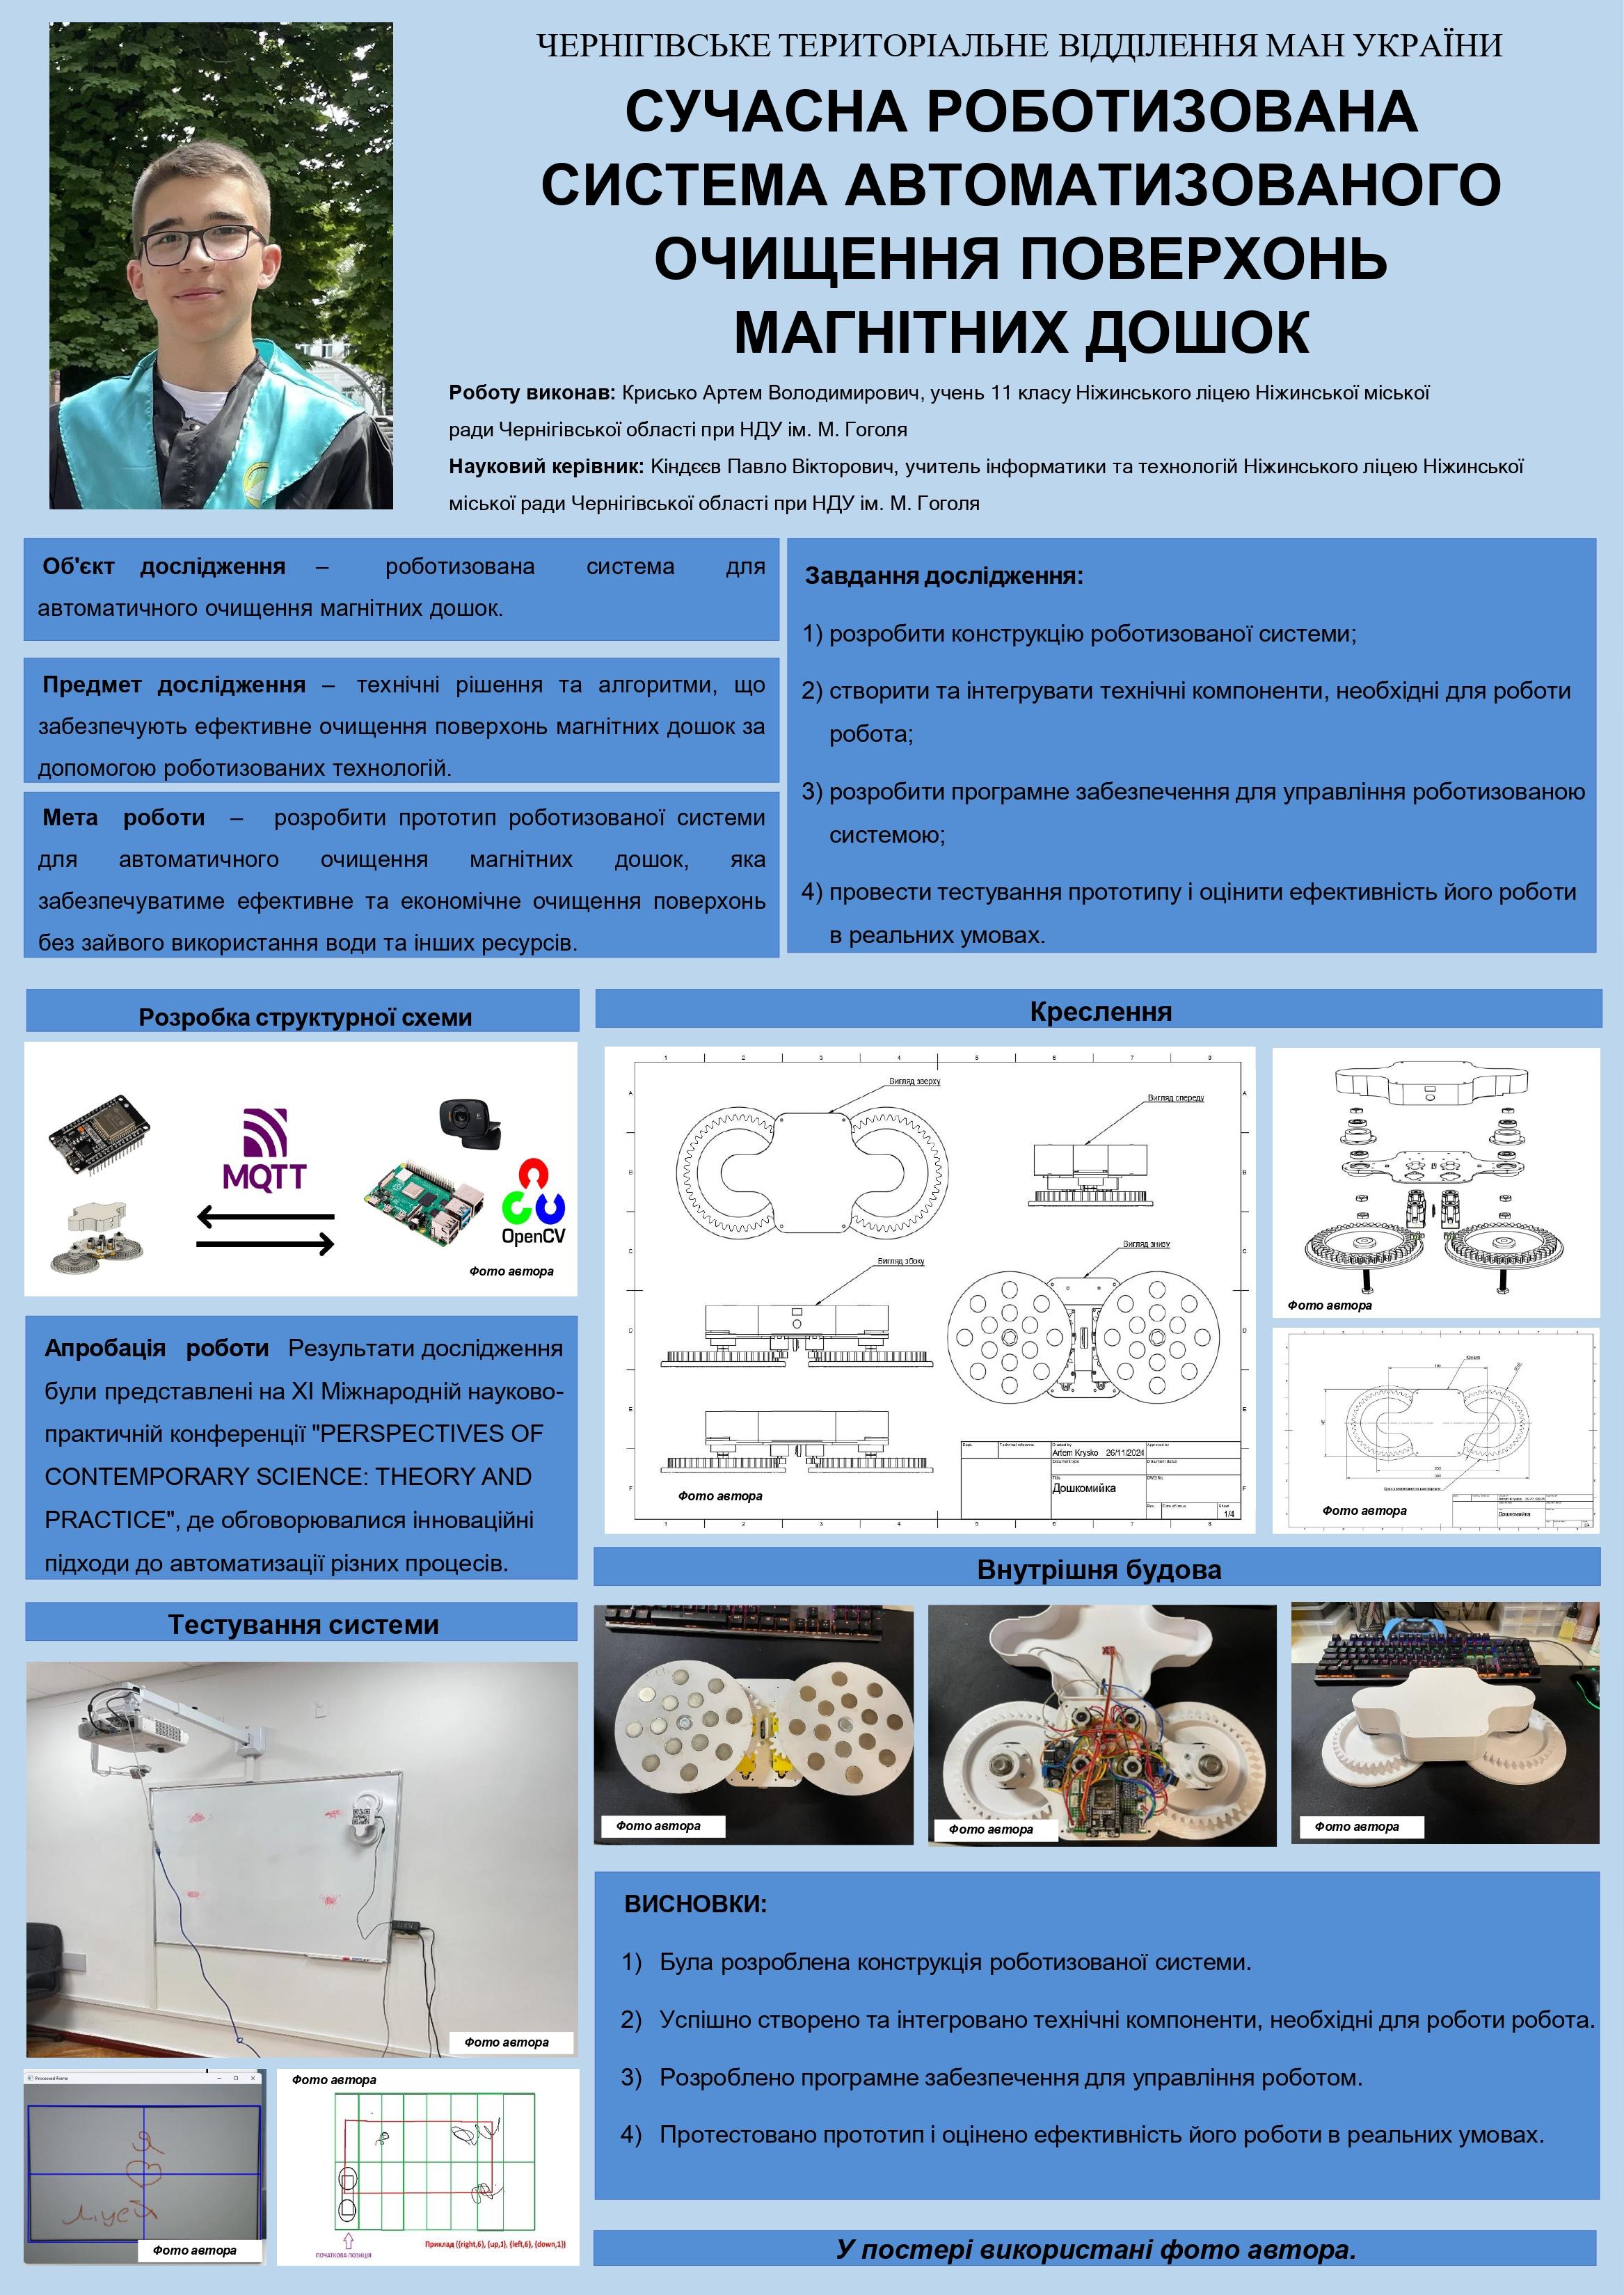 ЧЕРНІГІВСЬКЕ ТЕРИТОРІАЛЬНЕ ВІДДІЛЕННЯ МАН УКРАЇНИ
СУЧАСНА РОБОТИЗОВАНА
СИСТЕМА АВТОМАТИЗОВАНОГО
ОЧИЩЕННЯ ПОВЕРХОНЬ
МАГНІТНИХ ДОШОК
Роботу виконав: Крисько Артем Володимирович, учень 11 класу Ніжинського ліцею Ніжинської міської
ради Чернігівської області при НДУ ім. М. Гоголя
Науковий керівник: Кіндєєв Павло Вікторович, учитель інформатики та технологій Ніжинського ліцею Ніжинської
міської ради Чернігівської області при НДУ ім. М. Гоголя
Об'єкт дослідження – роботизована система для
автоматичного очищення магнітних дошок.
Предмет дослідження – технічні рішення та алгоритми, що
забезпечують ефективне очищення поверхонь магнітних дошок за
допомогою роботизованих технологій.
Мета роботи – розробити прототип роботизованої системи
для автоматичного очищення магнітних дошок, яка
забезпечуватиме ефективне та економічне очищення поверхонь
без зайвого використання води та інших ресурсів.
Завдання дослідження:
1) розробити конструкцію роботизованої системи;
2) створити та інтегрувати технічні компоненти, необхідні для роботи
робота;
3) розробити програмне забезпечення для управління роботизованою
системою;
4) провести тестування прототипу і оцінити ефективність його роботи
в реальних умовах.
Розробка структурної схеми
MQTT
OpenCV
Фото автора
Апробація роботи Результати дослідження
були представлені на XI Міжнародній науково-
практичній конференції "PERSPECTIVES OF
CONTEMPORARY SCIENCE: THEORY AND
PRACTICE", де обговорювалися інноваційні
підходи до автоматизації різних процесів.
Креслення
Вигляд зверху
Вигляд спереду
Вигляд збоку
Вигляд знизу
Artem Krysko 26/11/2024
Дошкомийка
1/4
Фото автора
Фото автора
Дошкомийка
Фото автора
Внутрішня будова
Фото автора
Фото автора
Фото автора
Тестування системи
Фото автора
Processed Frame
Я
Мусей
Фото автора
Фото автора
ПОЧАТКОВА ПОЗИЦІЯ
Приклад {{right,6}, {up,1}, {left,6}, {down,1}}
ВИСНОВКИ:
1) Була розроблена конструкція роботизованої системи.
2) Успішно створено та інтегровано технічні компоненти, необхідні для роботи робота.
3) Розроблено програмне забезпечення для управління роботом.
4) Протестовано прототип і оцінено ефективність його роботи в реальних умовах.
У постері використані фото автора.